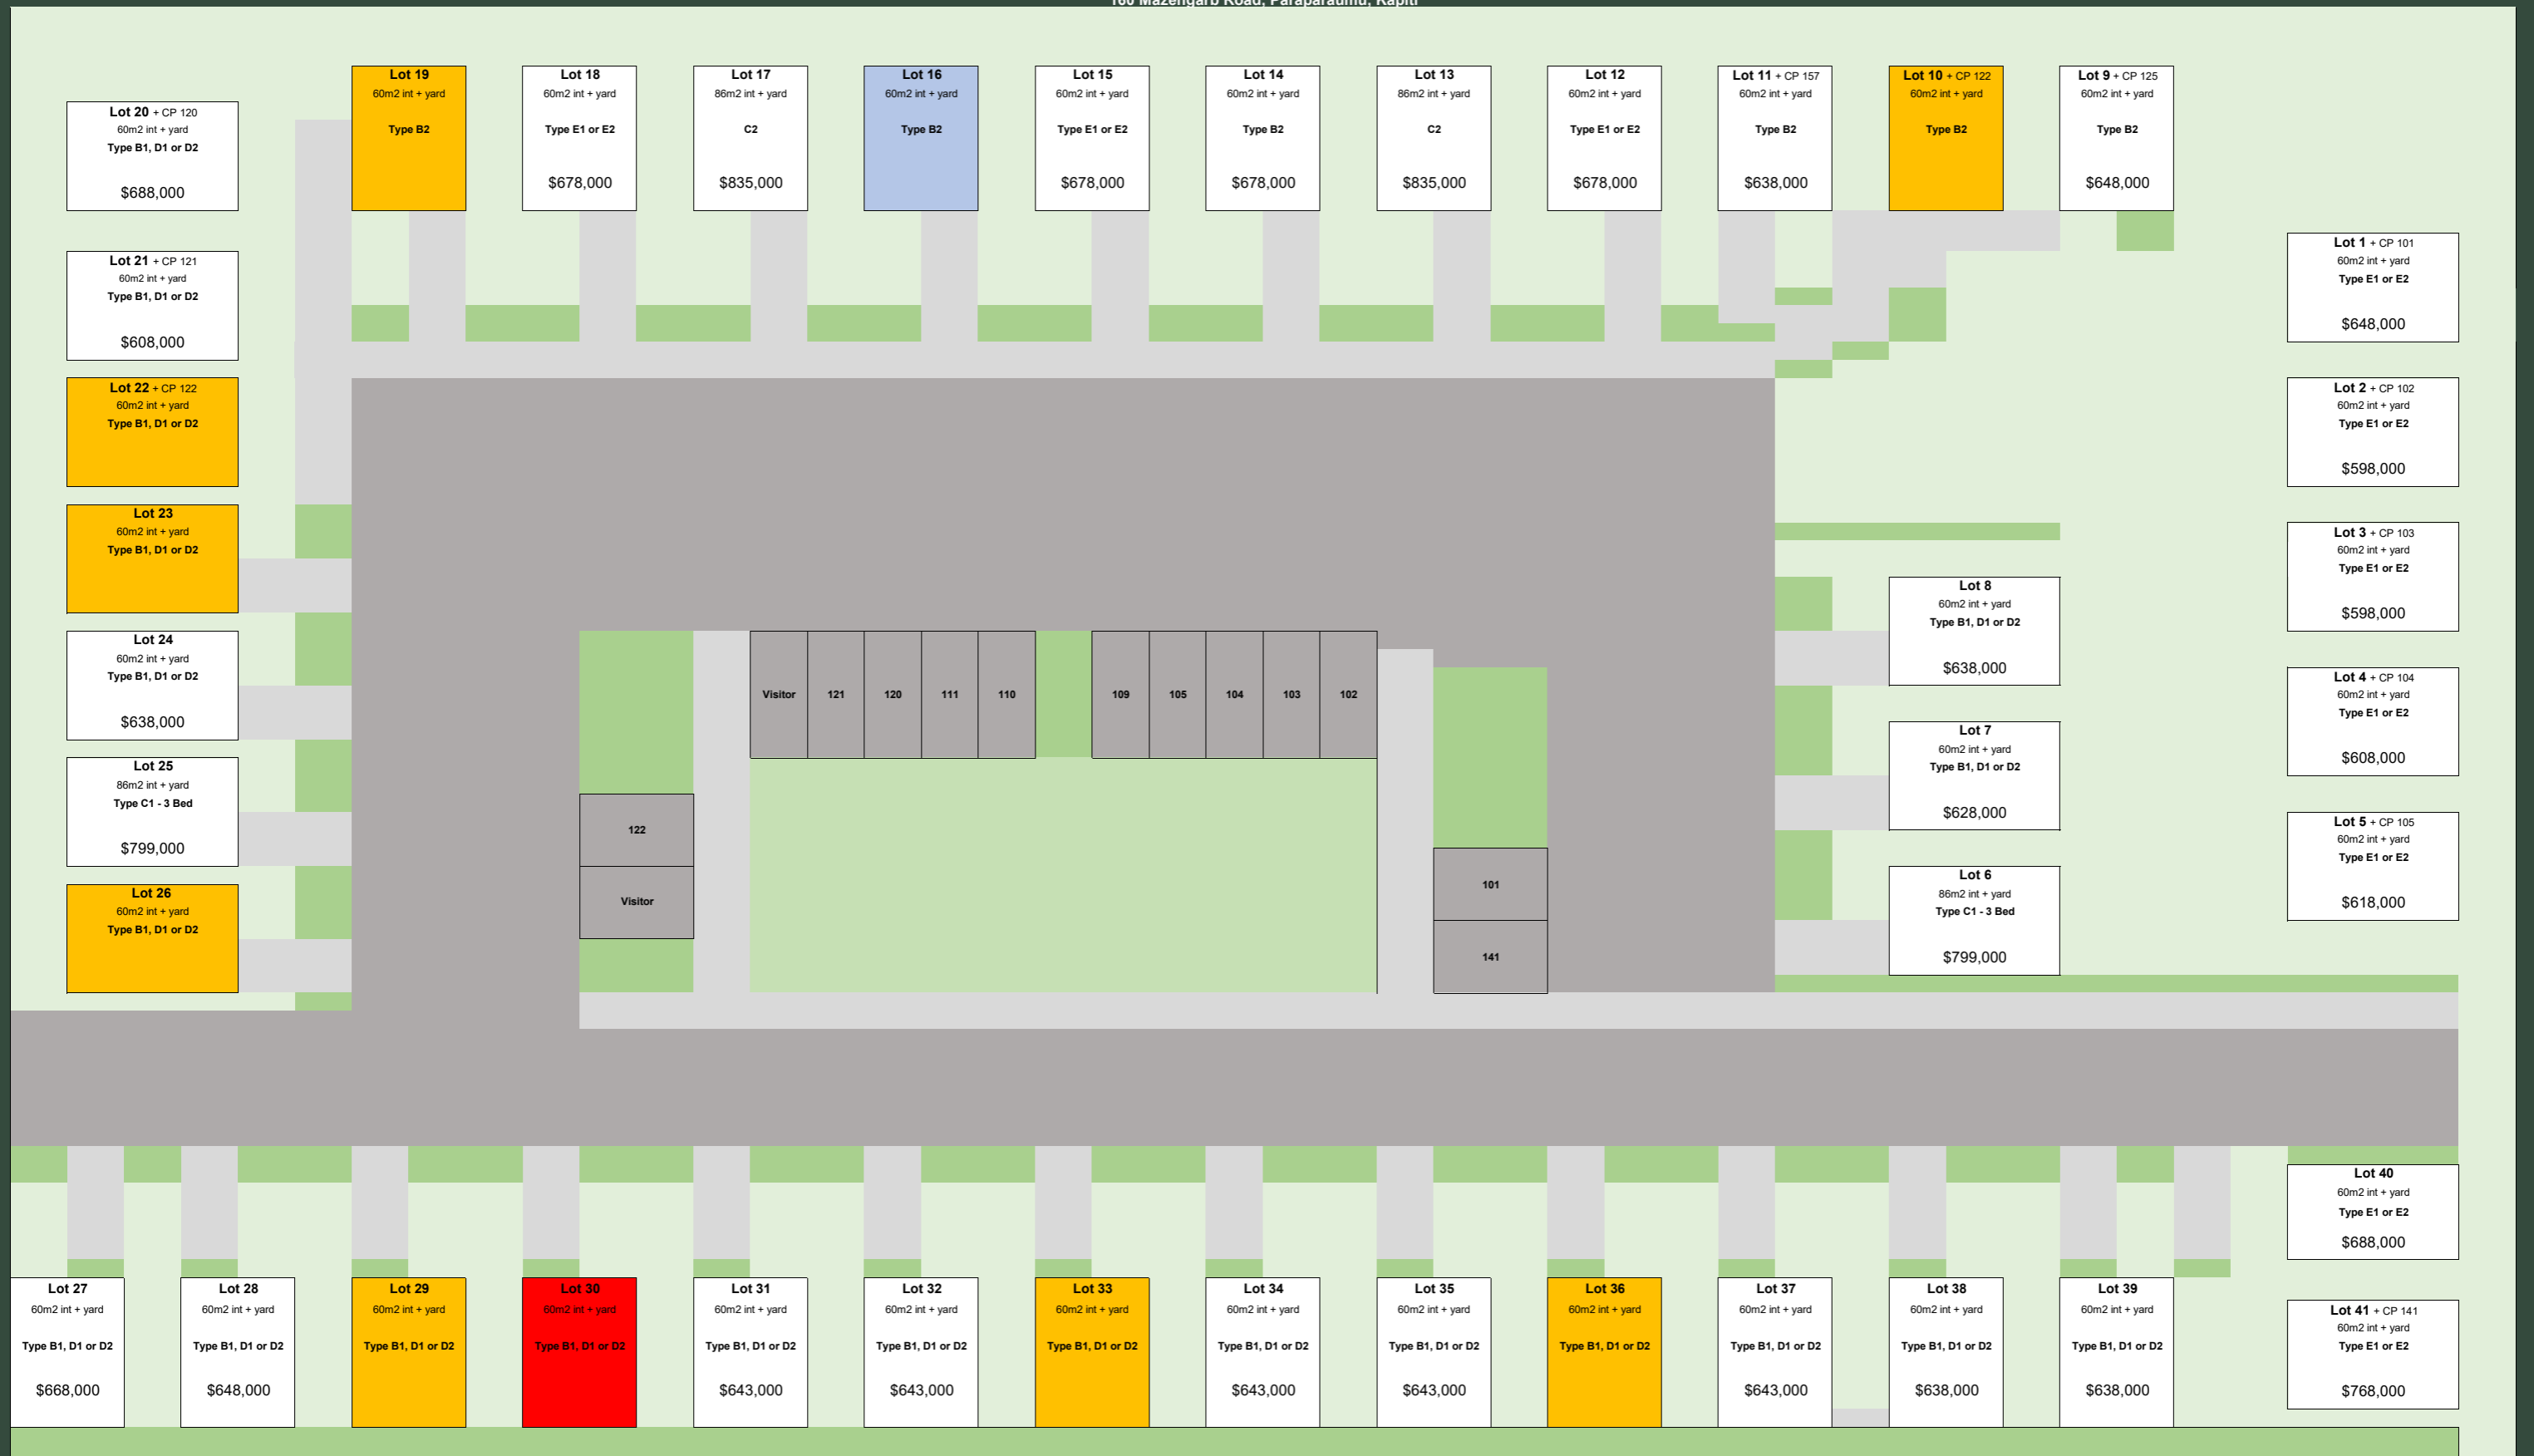 160 Mazengarb Road, Paraparaumu, Kapiti
Lot 19
60m2 int + yard
Type B2
Lot 18
60m2 int + yard
Type E1 or E2
$678,000
Lot 17
86m2 int + yard
C2
$835,000
Lot 16
60m2 int + yard
Type B2
Lot 15
60m2 int + yard
Type E1 or E2
$678,000
Lot 14
60m2 int + yard
Type B2
$678,000
Lot 13
86m2 int + yard
C2
$835,000
Lot 12
60m2 int + yard
Type E1 or E2
$678,000
Lot 11 + CP 157
60m2 int + yard
Type B2
$638,000
Lot 10 + CP 122
60m2 int + yard
Type B2
Lot 9 + CP 125
60m2 int + yard
Type B2
$648,000
Lot 20 + CP 120
60m2 int + yard
Type B1, D1 or D2
$688,000
Lot 21 + CP 121
60m2 int + yard
Type B1, D1 or D2
$608,000
Lot 22 + CP 122
60m2 int + yard
Type B1, D1 or D2
Lot 23
60m2 int + yard
Type B1, D1 or D2
Lot 24
60m2 int + yard
Type B1, D1 or D2
$638,000
Lot 25
86m2 int + yard
Type C1 - 3 Bed
$799,000
Lot 26
60m2 int + yard
Type B1, D1 or D2
Visitor
121
120
111
110
109
105
104
103
102
122
Visitor
101
141
Lot 8
60m2 int + yard
Type B1, D1 or D2
$638,000
Lot 7
60m2 int + yard
Type B1, D1 or D2
$628,000
Lot 6
86m2 int + yard
Type C1 - 3 Bed
$799,000
Lot 1 + CP 101
60m2 int + yard
Type E1 or E2
$648,000
Lot 2 + CP 102
60m2 int + yard
Type E1 or E2
$598,000
Lot 3 + CP 103
60m2 int + yard
Type E1 or E2
$598,000
Lot 4 + CP 104
60m2 int + yard
Type E1 or E2
$608,000
Lot 5 + CP 105
60m2 int + yard
Type E1 or E2
$618,000
Lot 40
60m2 int + yard
Type E1 or E2
$688,000
Lot 27
60m2 int + yard
Type B1, D1 or D2
$668,000
Lot 28
60m2 int + yard
Type B1, D1 or D2
$648,000
Lot 29
60m2 int + yard
Type B1, D1 or D2
Lot 30
60m2 int + yard
Type B1, D1 or D2
Lot 31
60m2 int + yard
Type B1, D1 or D2
$643,000
Lot 32
60m2 int + yard
Type B1, D1 or D2
$643,000
Lot 33
60m2 int + yard
Type B1, D1 or D2
Lot 34
60m2 int + yard
Type B1, D1 or D2
$643,000
Lot 35
60m2 int + yard
Type B1, D1 or D2
$643,000
Lot 36
60m2 int + yard
Type B1, D1 or D2
Lot 37
60m2 int + yard
Type B1, D1 or D2
$643,000
Lot 38
60m2 int + yard
Type B1, D1 or D2
$638,000
Lot 39
60m2 int + yard
Type B1, D1 or D2
$638,000
Lot 41 + CP 141
60m2 int + yard
Type E1 or E2
$768,000